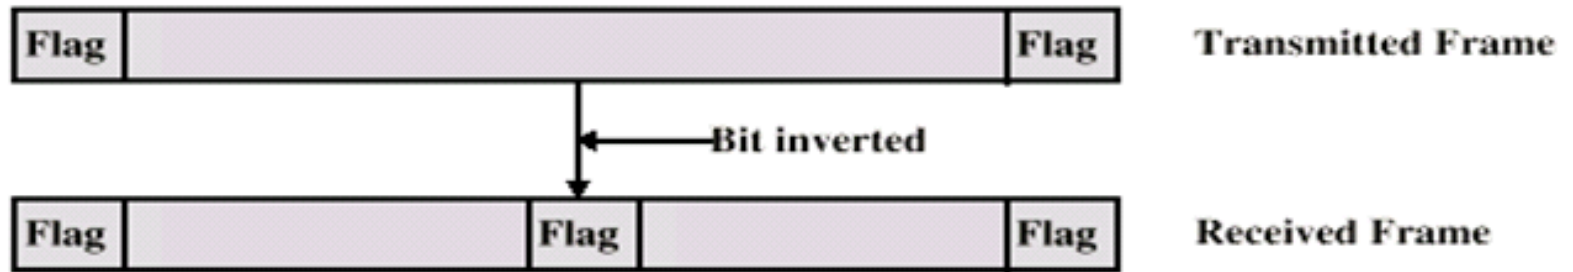 Flag Flag Transmitted Frame
Bit inverted
Flag Flag Flag Received Frame